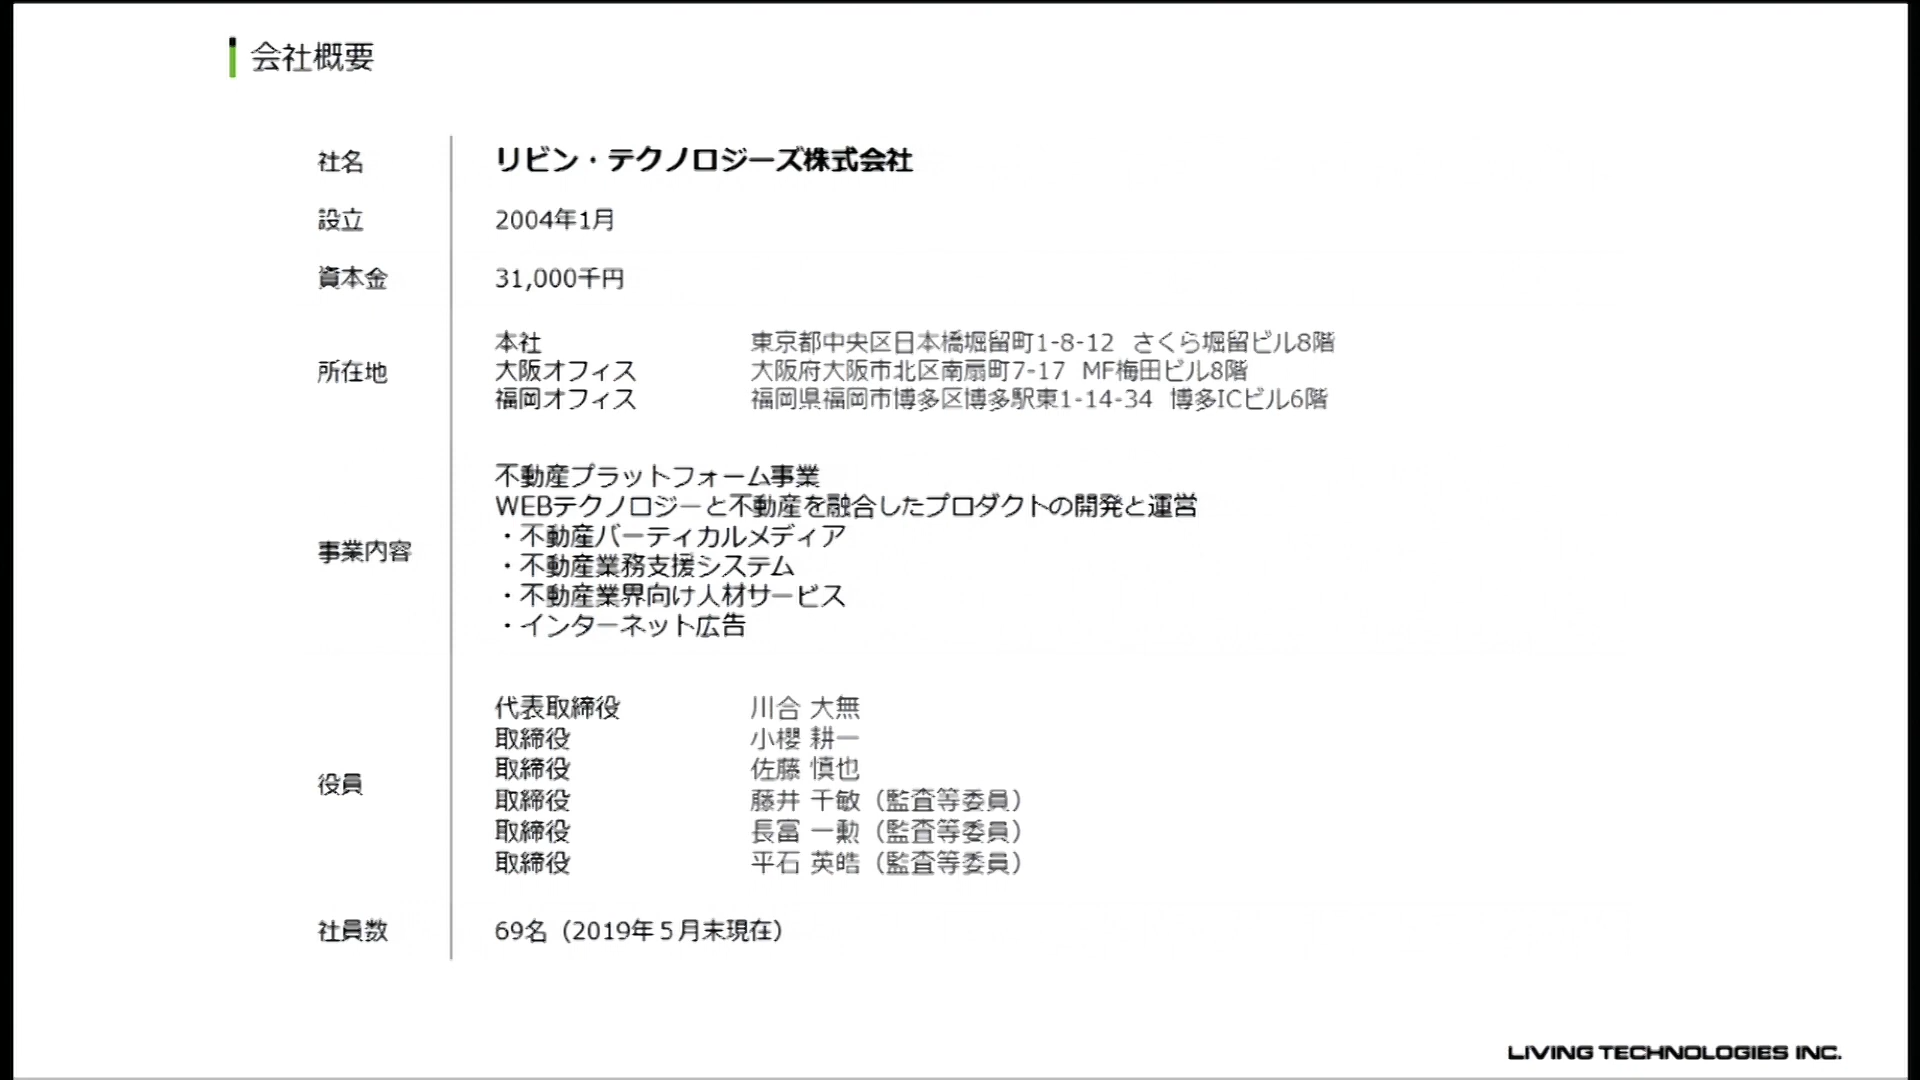 会社概要
社名 リビン・テクノロジーズ株式会社
設立 2004年1月
資本金 31,000千円
所在地
本社 東京都中央区日本橋堀留町1-8-12 さくら堀留ビル8階
大阪オフィス 大阪府大阪市北区南扇町7-17 MF梅田ビル8階
福岡オフィス 福岡県福岡市博多区博多駅東1-14-34 博多ICビル6階
事業内容
不動産プラットフォーム事業
WEBテクノロジーと不動産を融合したプロダクトの開発と運営
・不動産バーティカルメディア
・不動産業務支援システム
・不動産業界向け人材サービス
・インターネット広告
役員
代表取締役 川合 大無
取締役 小櫻 耕一
取締役 佐藤 慎也
取締役 藤井 千敏（監査等委員）
取締役 長冨 一勲（監査等委員）
取締役 平石 英皓（監査等委員）
社員数 69名（2019年５月末現在）
LIVING TECHNOLOGIES INC.